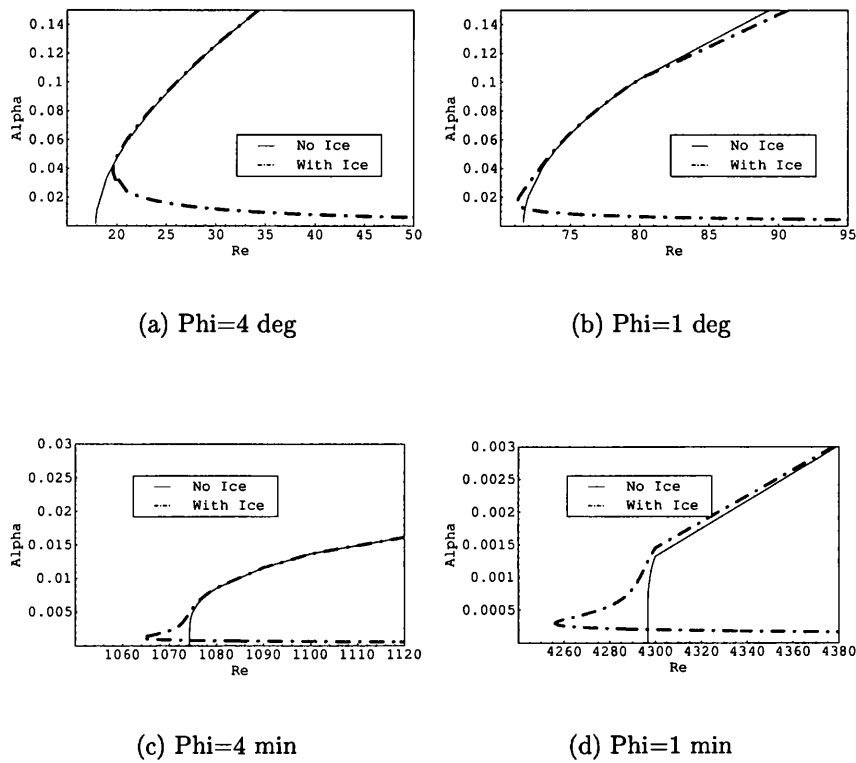 0.14
0.12
0.1
0.08
0.06
0.04
0.02
Alpha
No Ice
With Ice
20 25 30 35 40 45 50
Re
(a) Phi=4 deg
0.14
0.12
0.1
0.08
0.06
0.04
0.02
Alpha
No Ice
With Ice
75 80 85 90 95
Re
(b) Phi=1 deg
0.03
0.025
0.02
0.015
0.01
0.005
Alpha
No Ice
With Ice
1060 1070 1080 1090 1100 1110 1120
Re
(c) Phi=4 min
0.003
0.0025
0.002
0.0015
0.001
0.0005
Alpha
No Ice
With Ice
4260 4280 4300 4320 4340 4360 4380
Re
(d) Phi=1 min